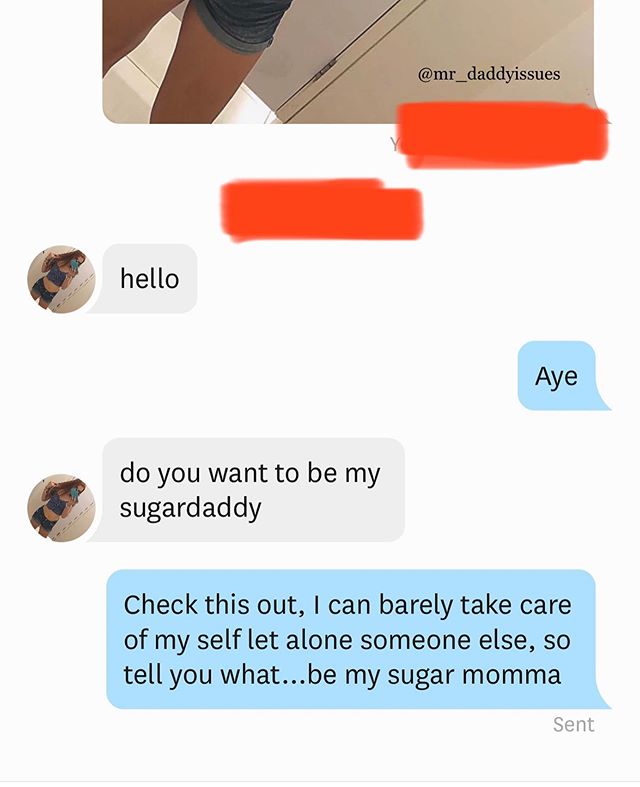 @mr_daddyissues
hello
Aye
do you want to be my
sugardaddy
Check this out, I can barely take care
of my self let alone someone else, so
tell you what...be my sugar momma
Sent